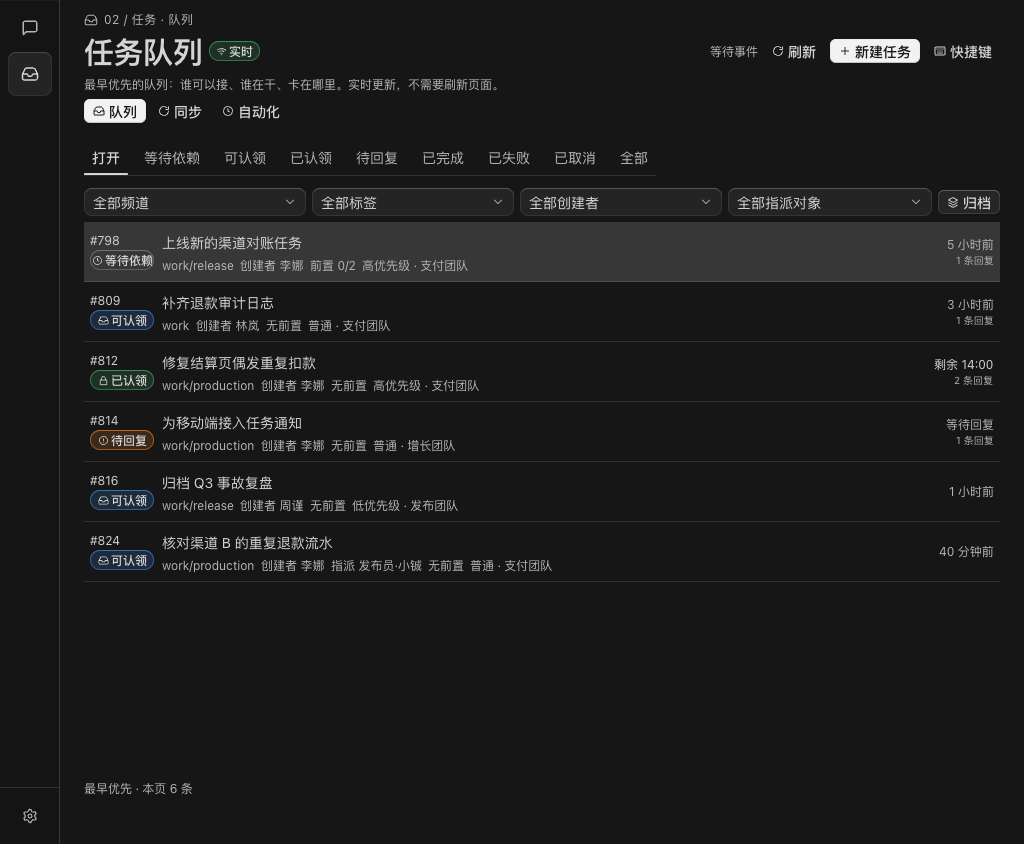 02 / 任务 · 队列
任务队列 实时
等待事件 刷新 + 新建任务 快捷键
最早优先的队列：谁可以接、谁在干、卡在哪里。实时更新，不需要刷新页面。
队列 同步 自动化
打开 等待依赖 可认领 已认领 待回复 已完成 已失败 已取消 全部
全部频道 全部标签 全部创建者 全部指派对象 归档
#798 上线新的渠道对账任务 5 小时前
等待依赖 work/release 创建者 李娜 前置 0/2 高优先级 · 支付团队 1 条回复
#809 补齐退款审计日志 3 小时前
可认领 work 创建者 林岚 无前置 普通 · 支付团队 1 条回复
#812 修复结算页偶发重复扣款 剩余 14:00
已认领 work/production 创建者 李娜 无前置 高优先级 · 支付团队 2 条回复
#814 为移动端接入任务通知 等待回复
待回复 work/production 创建者 李娜 无前置 普通 · 增长团队 1 条回复
#816 归档 Q3 事故复盘 1 小时前
可认领 work/release 创建者 周谨 无前置 低优先级 · 发布团队
#824 核对渠道 B 的重复退款流水 40 分钟前
可认领 work/production 创建者 李娜 指派 发布员·小铖 无前置 普通 · 支付团队
最早优先 · 本页 6 条